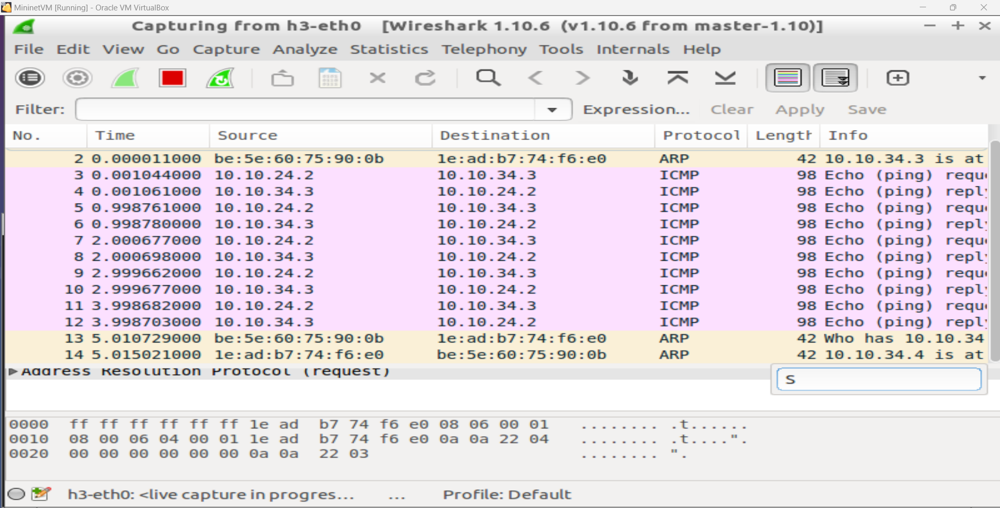 MininetVM [Running] - Oracle VM VirtualBox
Capturing from h3-eth0 [Wireshark 1.10.6 (v1.10.6 from master-1.10)]
File Edit View Go Capture Analyze Statistics Telephony Tools Internals Help
Filter: Expression... Clear Apply Save
No. Time Source Destination Protocol Length Info
2 0.000011000 be:5e:60:75:90:0b 1e:ad:b7:74:f6:e0 ARP 42 10.10.34.3 is at
3 0.001044000 10.10.24.2 10.10.34.3 ICMP 98 Echo (ping) requ
4 0.001061000 10.10.34.3 10.10.24.2 ICMP 98 Echo (ping) repl
5 0.998761000 10.10.24.2 10.10.34.3 ICMP 98 Echo (ping) requ
6 0.998780000 10.10.34.3 10.10.24.2 ICMP 98 Echo (ping) repl
7 2.000677000 10.10.24.2 10.10.34.3 ICMP 98 Echo (ping) requ
8 2.000698000 10.10.34.3 10.10.24.2 ICMP 98 Echo (ping) repl
9 2.999662000 10.10.24.2 10.10.34.3 ICMP 98 Echo (ping) requ
10 2.999677000 10.10.34.3 10.10.24.2 ICMP 98 Echo (ping) repl
11 3.998682000 10.10.24.2 10.10.34.3 ICMP 98 Echo (ping) requ
12 3.998703000 10.10.34.3 10.10.24.2 ICMP 98 Echo (ping) repl
13 5.010729000 be:5e:60:75:90:0b 1e:ad:b7:74:f6:e0 ARP 42 Who has 10.10.34
14 5.015021000 1e:ad:b7:74:f6:e0 be:5e:60:75:90:0b ARP 42 10.10.34.4 is at
Address Resolution Protocol (request)
s
0000 ff ff ff ff ff ff 1e ad b7 74 f6 e0 08 06 00 01 ........ .t......
0010 08 00 06 04 00 01 1e ad b7 74 f6 e0 0a 0a 22 04 ........ .t....".
0020 00 00 00 00 00 00 0a 0a 22 03 ........ ".
h3-eth0: <live capture in progres... ... Profile: Default